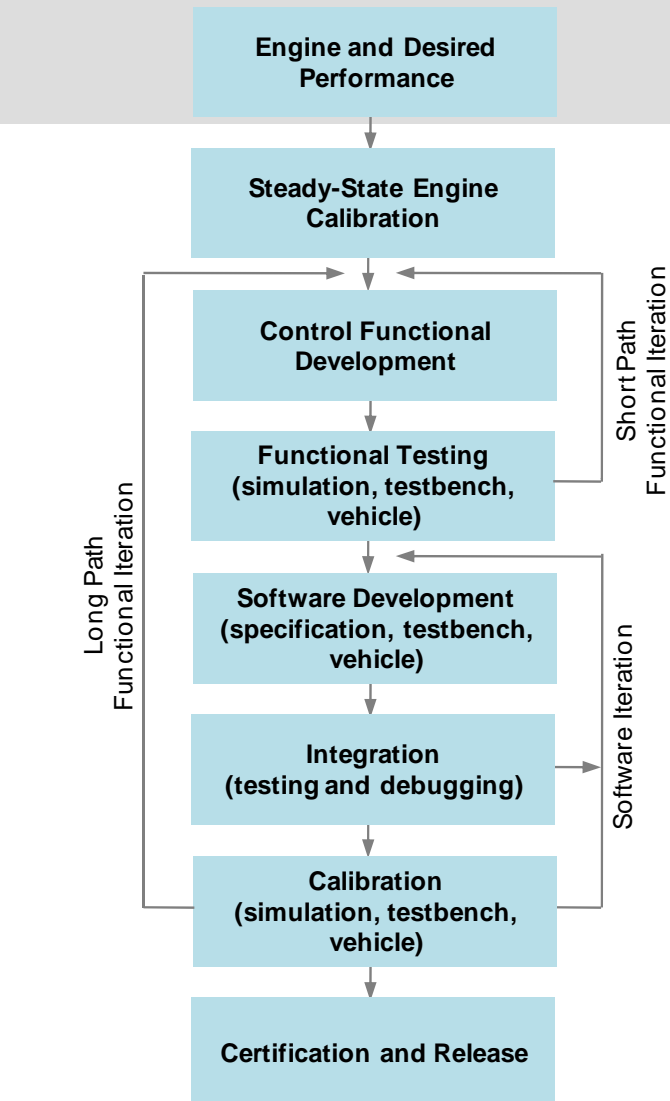 Engine and Desired
Performance
Steady-State Engine
Calibration
Control Functional
Development
Short Path
Functional Iteration
Functional Testing
(simulation, testbench,
vehicle)
Long Path
Functional Iteration
Software Development
(specification, testbench,
vehicle)
Software Iteration
Integration
(testing and debugging)
Calibration
(simulation, testbench,
vehicle)
Certification and Release